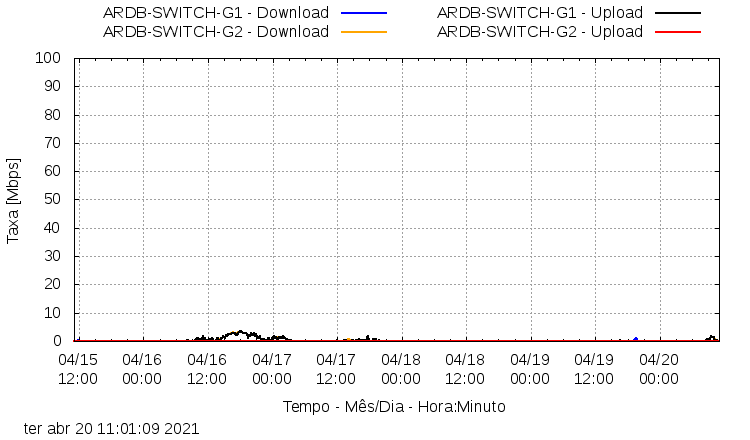 ARDB-SWITCH-G1 - Download ARDB-SWITCH-G1 - Upload
ARDB-SWITCH-G2 - Download ARDB-SWITCH-G2 - Upload
100
90
80
70
60
50
40
30
20
10
0
Taxa [Mbps]
04/15 04/16 04/16 04/17 04/17 04/18 04/18 04/19 04/19 04/20
12:00 00:00 12:00 00:00 12:00 00:00 12:00 00:00 12:00 00:00
Tempo - Mês/Dia - Hora:Minuto
ter abr 20 11:01:09 2021